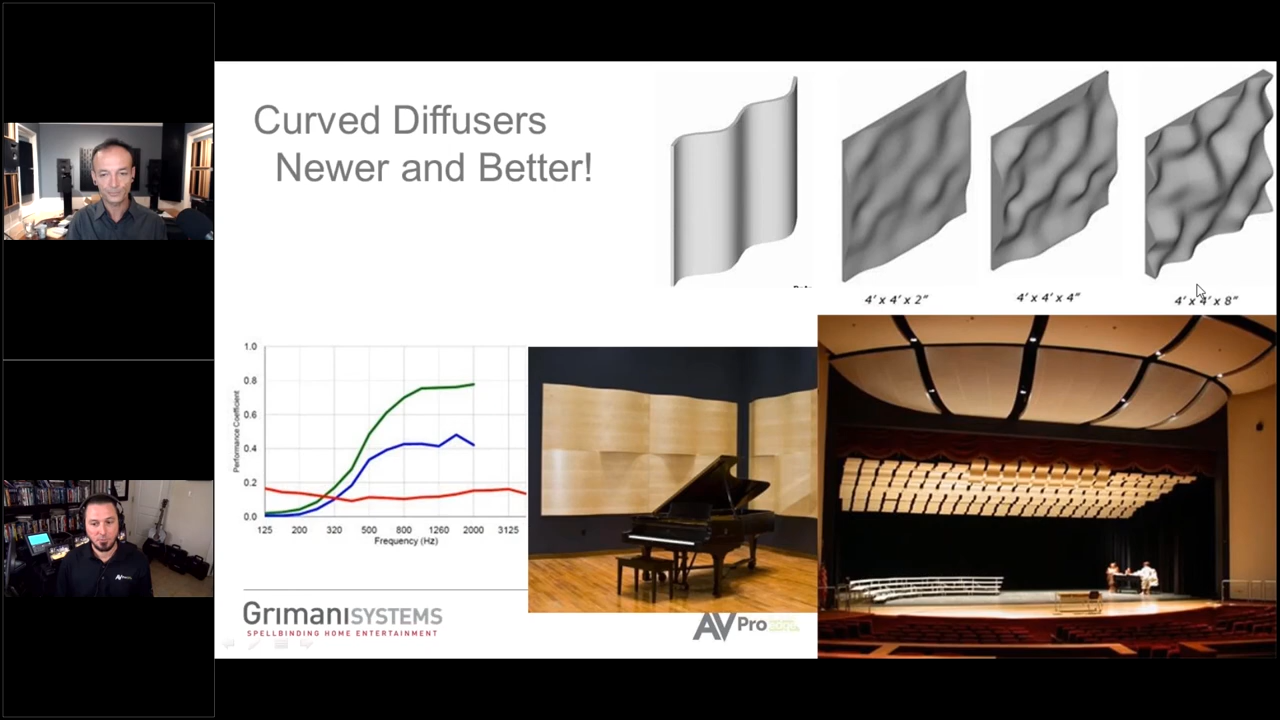 Curved Diffusers
Newer and Better!
4' x 4' x 2"
4' x 4' x 4"
4' x 4' x 8"
1.0
0.8
0.6
0.4
0.2
0.0
Performance Coefficient
125 200 320 500 800 1260 2000 3125
Frequency (Hz)
GRIMANISYSTEMS
SPELLBINDING HOME ENTERTAINMENT
AVPro